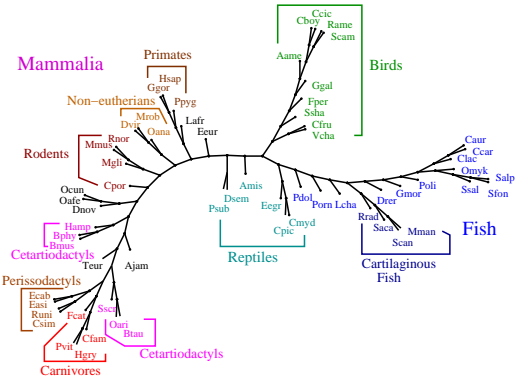 Ccic
Cboy
Rame
Scam
Aame
Birds
Mammalia
Primates
Hsap
Ggor
Ppyg
Ggal
Fper
Ssha
Cfru
Vcha
Non-eutherians
Mrob
Dvir
Oana
Lafr
Eeur
Rodents
Rnor
Mmus
Mgli
Cpor
Caur
Ccar
Clac
Omyk
Salp
Ssal
Sfon
Poli
Gmor
Drer
Amis
Dsem
Psub
Eegr
Pdol
Porn
Lcha
Cmyd
Cpic
Reptiles
Rrad
Saca
Mman
Scan
Fish
Cartilaginous
Fish
Ocun
Oafe
Dnov
Hamp
Bphy
Bmus
Cetartiodactyls
Teur
Ajam
Perissodactyls
Ecab
Easi
Runi
Csim
Fcat
Sscr
Oari
Btau
Cetartiodactyls
Pvit
Cfam
Hgry
Carnivores